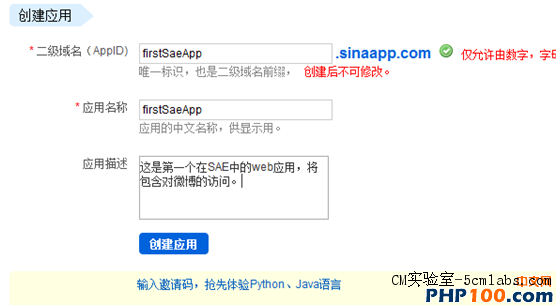 创建应用
* 二级域名（AppID） firstSaeApp .sinaapp.com 仅允许由数字，字母
唯一标识，也是二级域名前缀， 创建后不可修改。
* 应用名称 firstSaeApp
应用的中文名称，供显示用。
应用描述 这是第一个在SAE中的web应用，将
包含对微博的访问。
创建应用
输入邀请码，抢先体验Python、Java语言
CM实验室-5cmlabs.com
PHP100.com